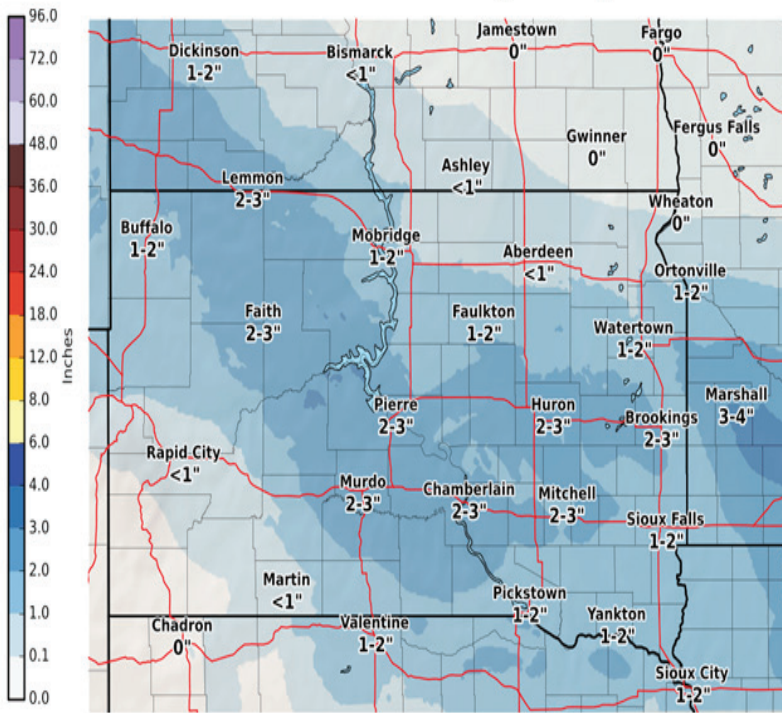 96.0
72.0
60.0
48.0
36.0
30.0
24.0
18.0
12.0
8.0
6.0
4.0
3.0
2.0
1.0
0.1
0.0
Inches
Jamestown
0"
Fargo
0"
Dickinson
1-2"
Bismarck
<1"
Gwinner
0"
Fergus Falls
0"
Ashley
<1"
Lemmon
2-3"
Wheaton
0"
Buffalo
1-2"
Mobridge
1-2"
Aberdeen
<1"
Ortonville
1-2"
Faith
2-3"
Faulkton
1-2"
Watertown
1-2"
Marshall
3-4"
Pierre
2-3"
Huron
2-3"
Brookings
2-3"
Rapid City
<1"
Murdo
2-3"
Chamberlain
2-3"
Mitchell
2-3"
Sioux Falls
1-2"
Martin
<1"
Pickstown
1-2"
Yankton
1-2"
Chadron
0"
Valentine
1-2"
Sioux City
1-2"